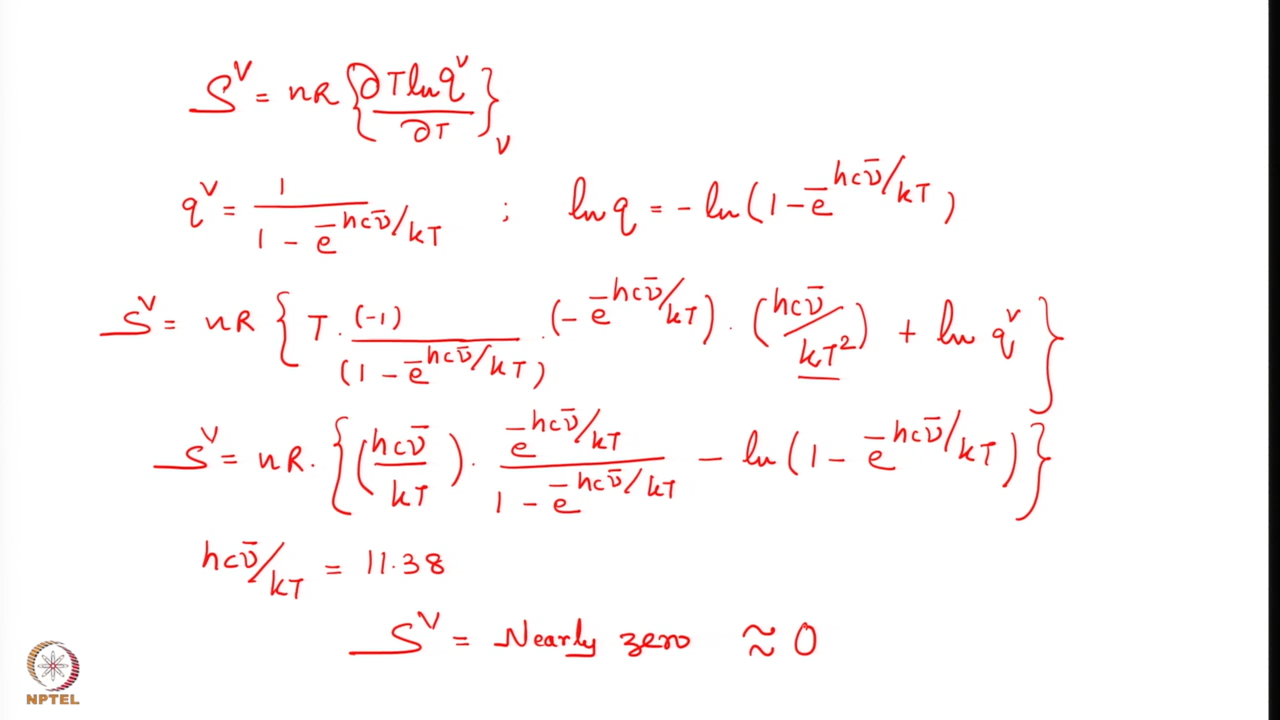 S^V = nR {∂T ln q^V / ∂T}_V
q^V = 1 / (1 - e^-hcν̄/kT) ; ln q = - ln (1 - e^-hcν̄/kT)
S^V = nR { T · (-1) / (1 - e^-hcν̄/kT) · (- e^-hcν̄/kT) · (hcν̄/kT²) + ln q^V }
S^V = nR · { (hcν̄/kT) · e^-hcν̄/kT / (1 - e^-hcν̄/kT) - ln (1 - e^-hcν̄/kT) }
hcν̄/kT = 11.38
S^V = Nearly zero ≈ 0
NPTEL